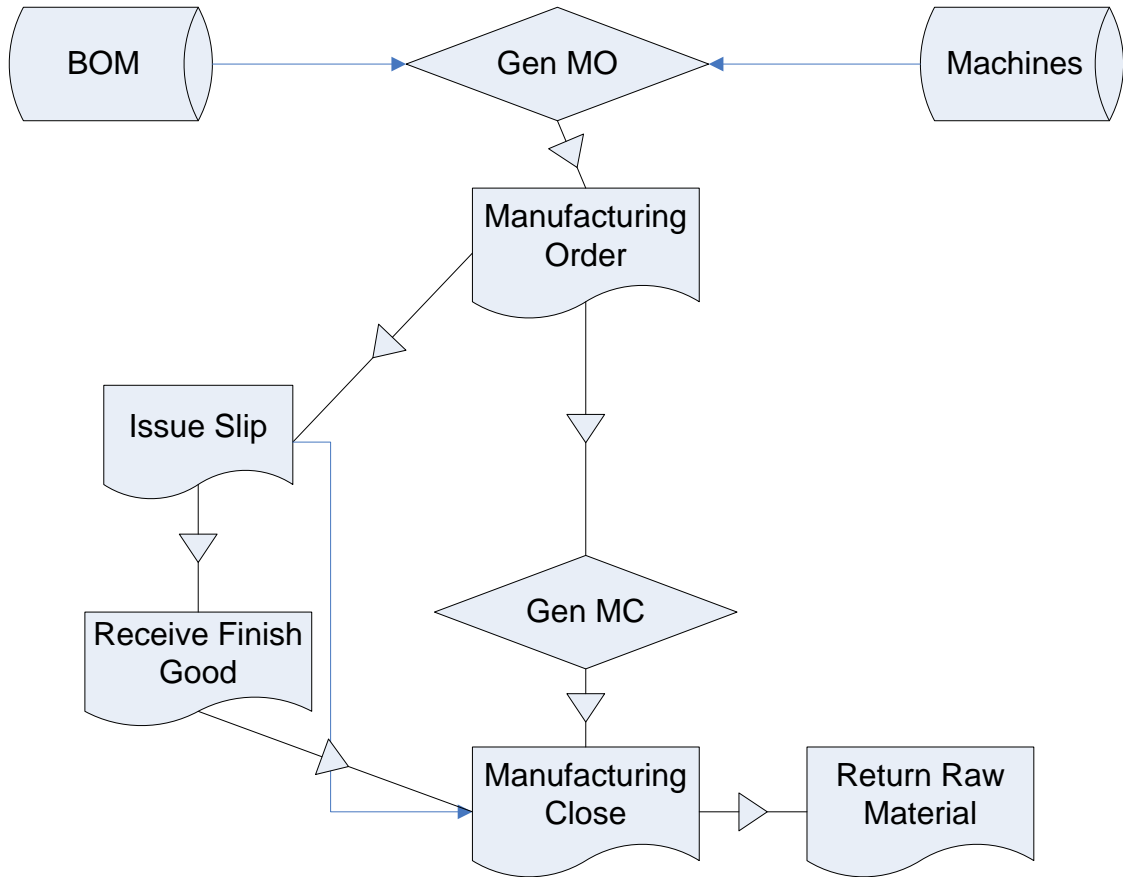 BOM
Gen MO
Machines
Manufacturing
Order
Issue Slip
Gen MC
Receive Finish
Good
Manufacturing
Close
Return Raw
Material